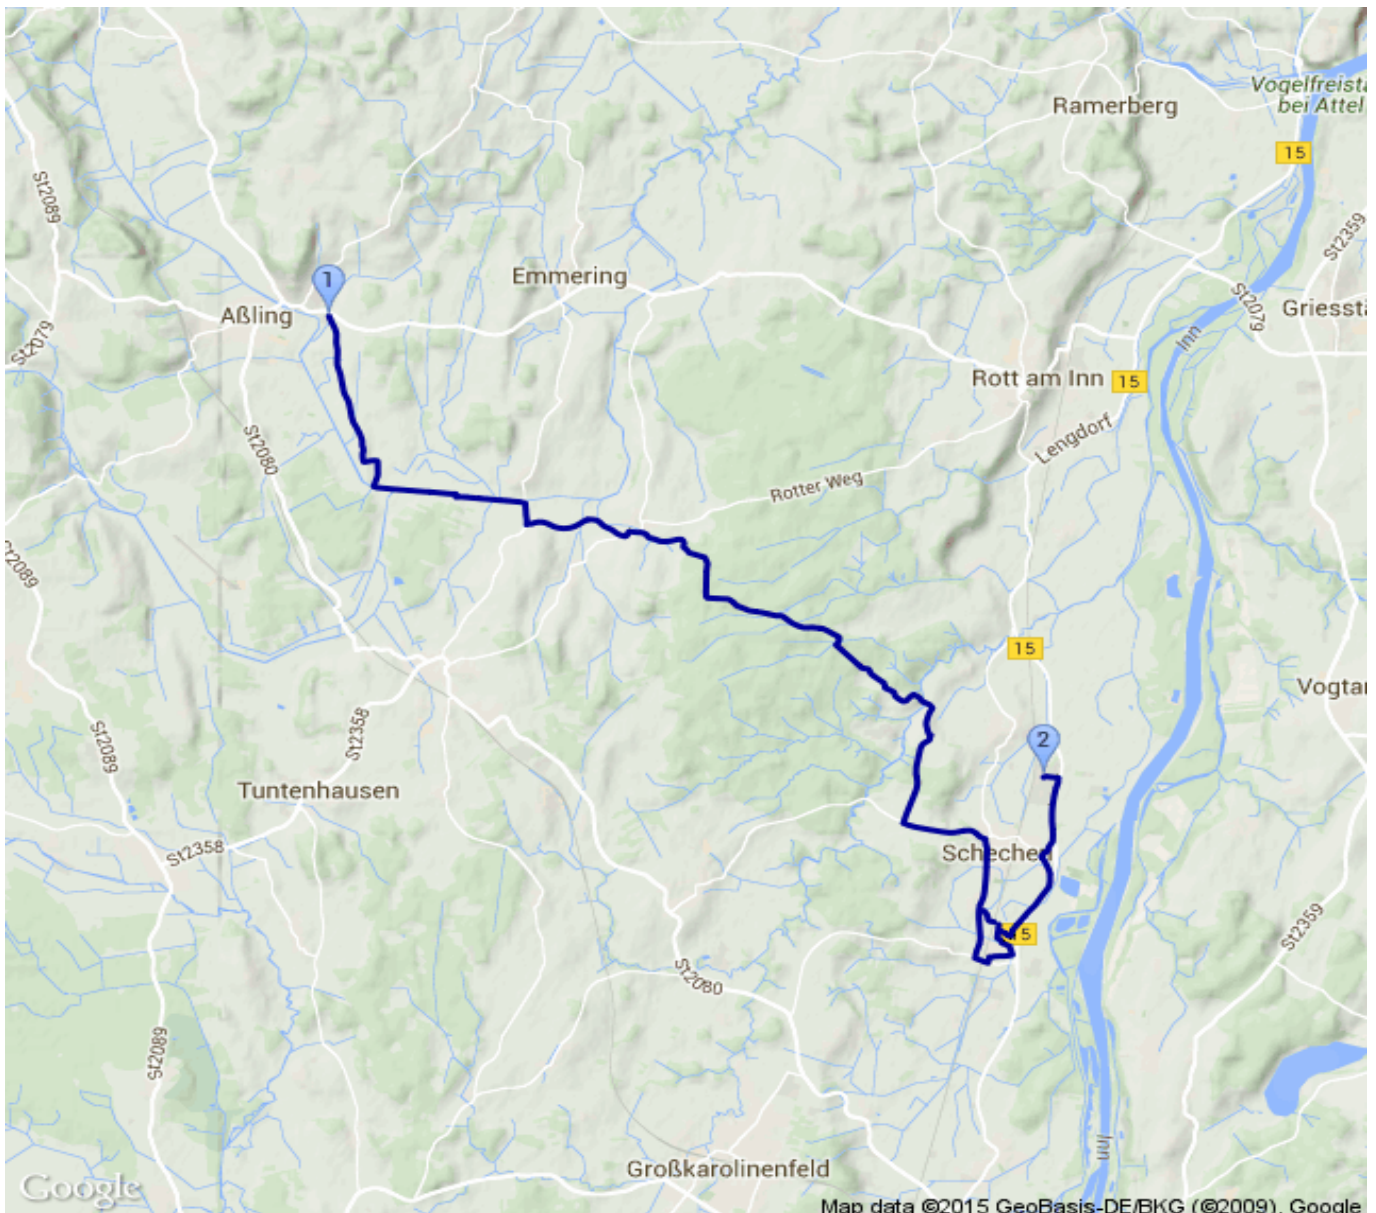 Vogelfreista
bei Attel
Ramerberg
15
St2089
St2359
Emmering
1
Aßling
St2079
Griesstä
Inn
St2079
Rott am Inn
15
Lengdorf
St2080
Rotter Weg
St2089
15
Vogtar
St2358
2
St2089
Tuntenhausen
St2358
Schechen
15
St2359
St2080
St2089
Inn
Großkarolinenfeld
Google
Map data ©2015 GeoBasis-DE/BKG (©2009), Google